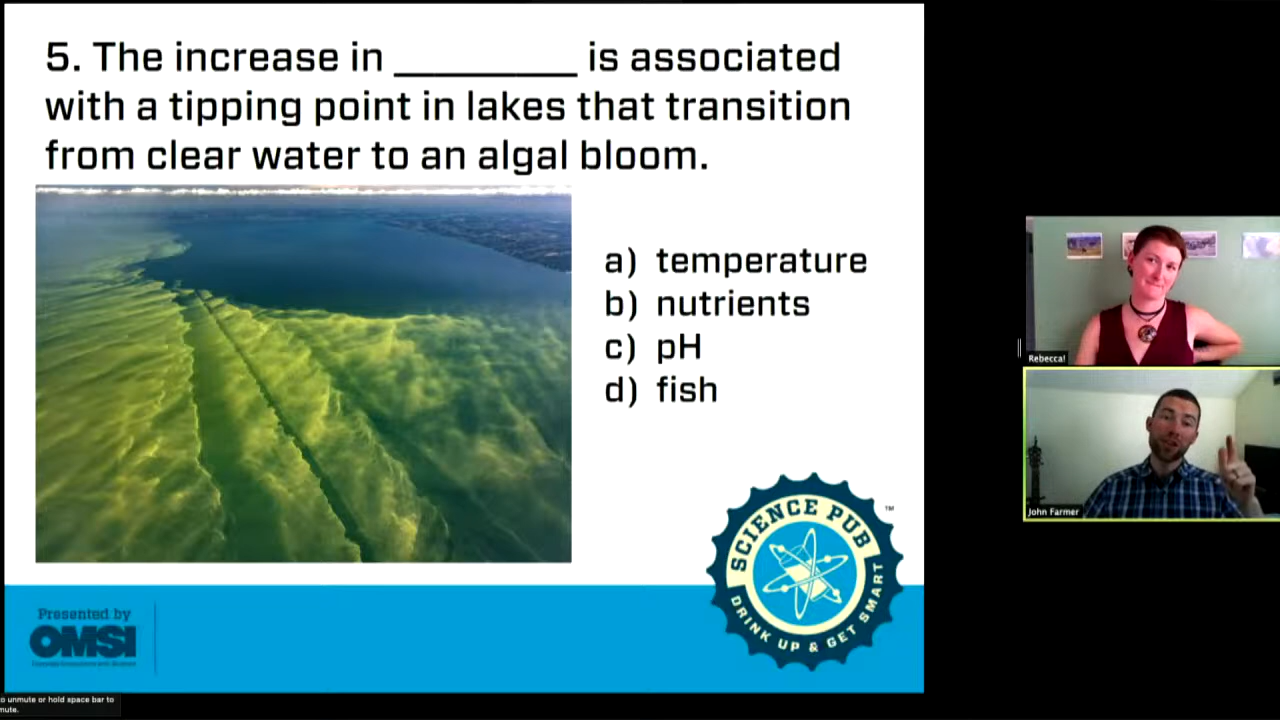 5. The increase in _________ is associated
with a tipping point in lakes that transition
from clear water to an algal bloom.
a) temperature
b) nutrients
c) pH
d) fish
SCIENCE PUB
TM
DRINK UP & GET SMART
Presented by
OMSI
Rebecca!
John Farmer
o unmute or hold space bar to
mute.